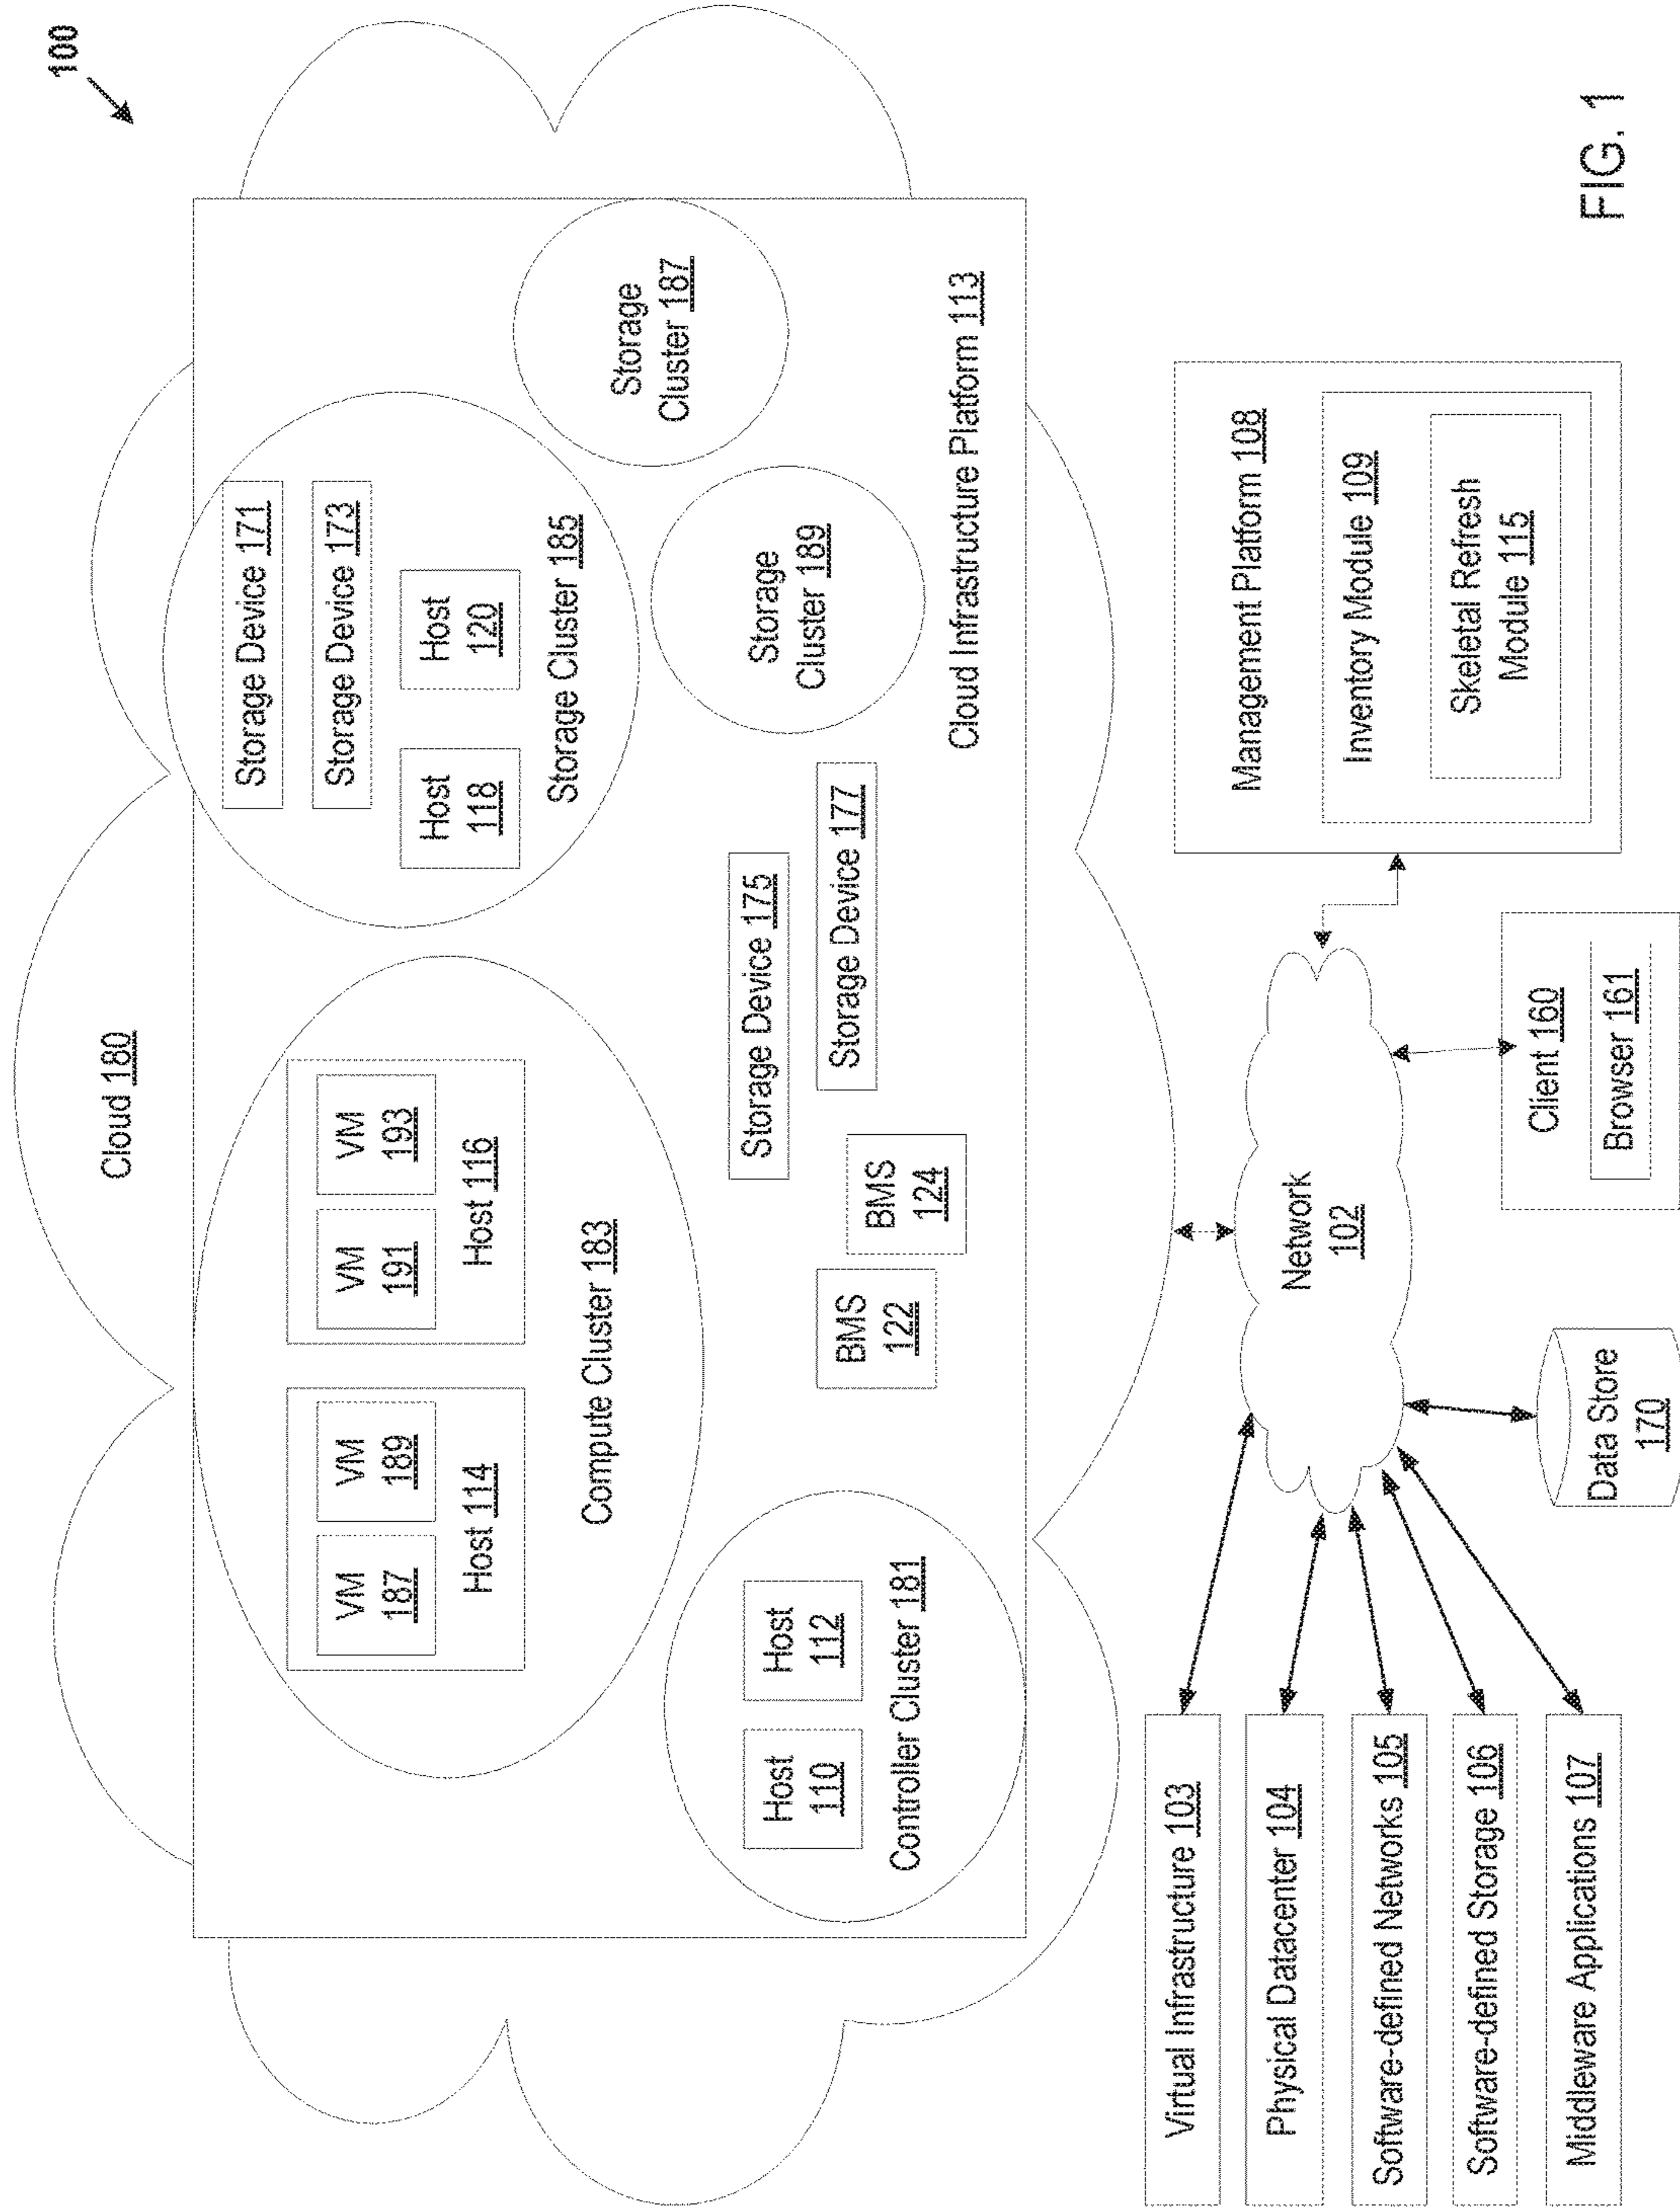 100
Cloud 180
VM
187
VM
189
Host 114
VM
191
VM
193
Host 116
Compute Cluster 183
Storage Device 171
Storage Device 173
Host
118
Host
120
Storage Cluster 185
Storage
Cluster 187
Storage
Cluster 189
Host
110
Host
112
Controller Cluster 181
BMS
122
BMS
124
Storage Device 175
Storage Device 177
Cloud Infrastructure Platform 113
Virtual Infrastructure 103
Physical Datacenter 104
Software-defined Networks 105
Software-defined Storage 106
Middleware Applications 107
Network
102
Data Store
170
Client 160
Browser 161
Management Platform 108
Inventory Module 109
Skeletal Refresh
Module 115
FIG. 1